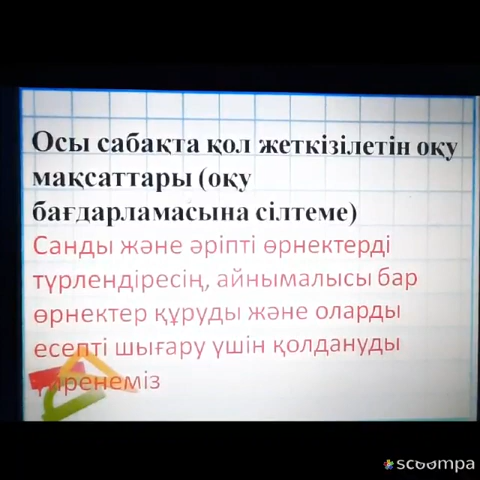 Осы сабақта қол жеткізілетін оқу
мақсаттары (оқу
бағдарламасына сілтеме)
Санды және әріпті өрнектерді
түрлендіресің, айнымалысы бар
өрнектер құруды және оларды
есепті шығару үшін қолдануды
үйренеміз
scoompa